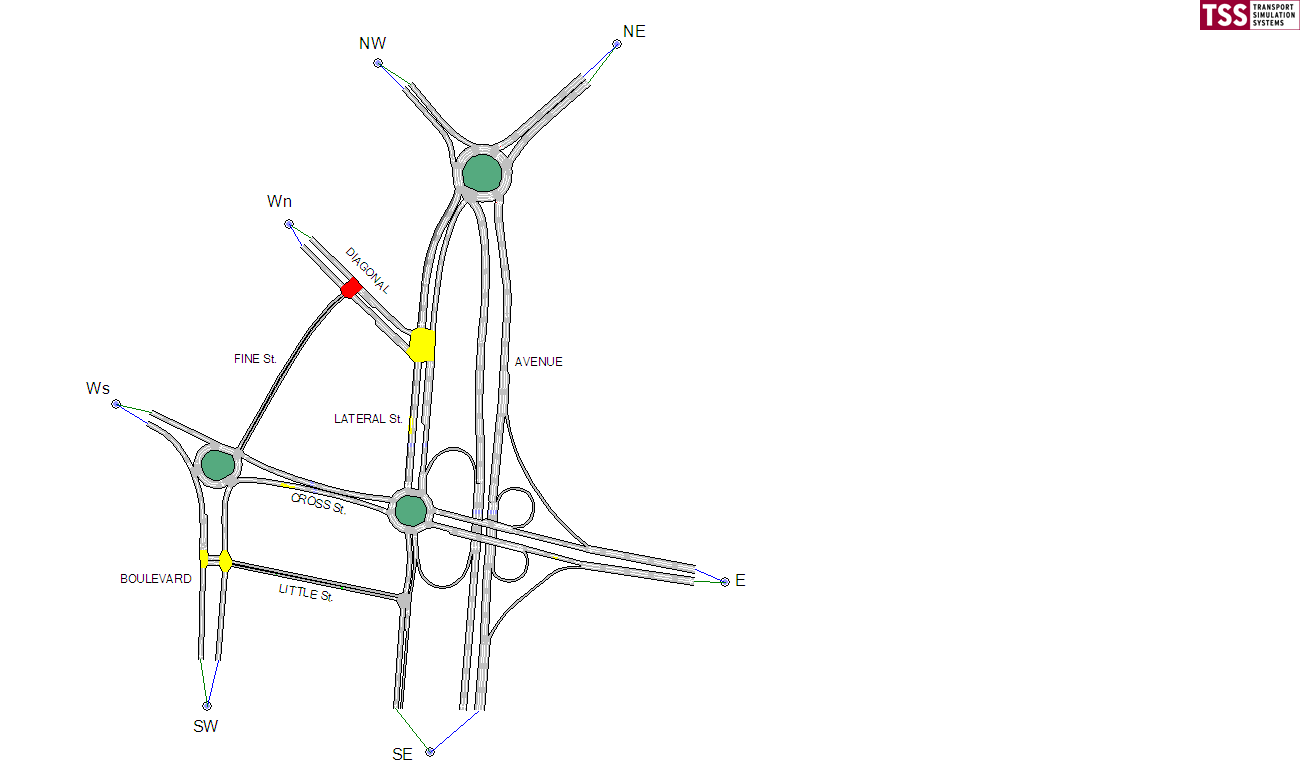 TSS TRANSPORT
SIMULATION
SYSTEMS
NE
NW
Wn
DIAGONAL
FINE St.
AVENUE
Ws
LATERAL St.
CROSS St.
BOULEVARD
E
LITTLE St.
SW
SE